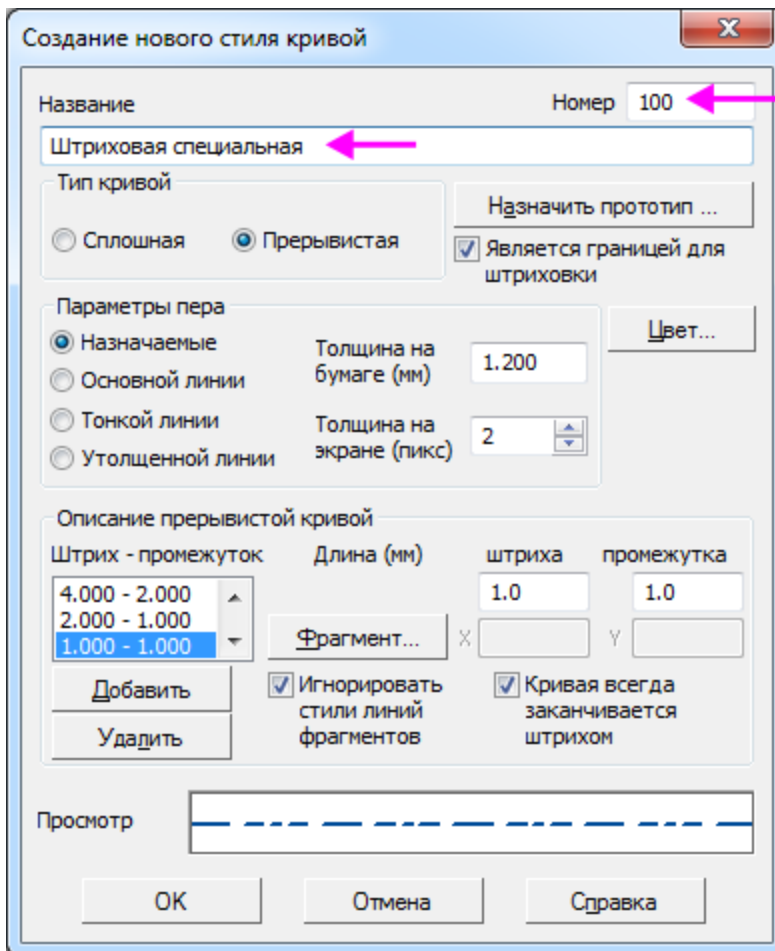 Создание нового стиля кривой
Название
Номер 100
Штриховая специальная
Тип кривой
Сплошная
Прерывистая
Назначить прототип ...
Является границей для
штриховки
Параметры пера
Назначаемые
Основной линии
Тонкой линии
Утолщенной линии
Толщина на
бумаге (мм)
1.200
Толщина на
экране (пикс)
2
Цвет...
Описание прерывистой кривой
Штрих - промежуток
Длина (мм)
штриха
промежутка
4.000 - 2.000
2.000 - 1.000
1.000 - 1.000
1.0
1.0
Фрагмент...
X
Y
Добавить
Удалить
Игнорировать
стили линий
фрагментов
Кривая всегда
заканчивается
штрихом
Просмотр
OK
Отмена
Справка